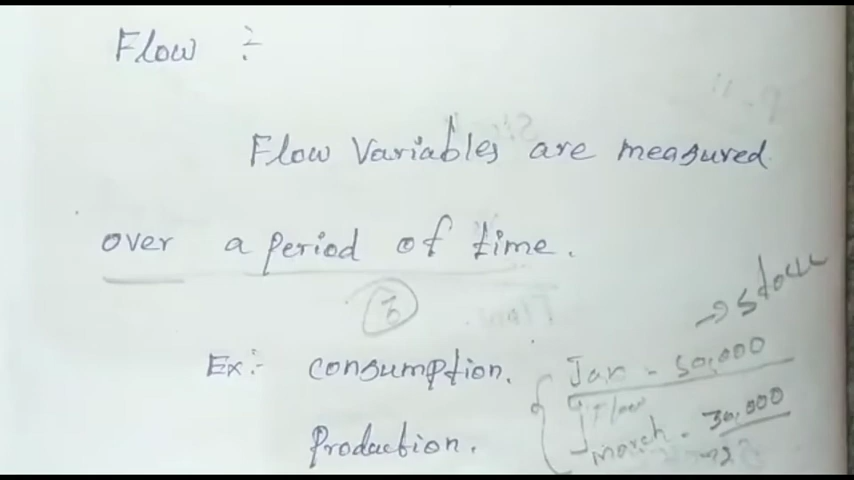 Flow :-
Flow Variables are measured
over a period of time.
→ stock
Ex:- consumption.
Jan - 50,000
Flow
Production.
March - 30,000